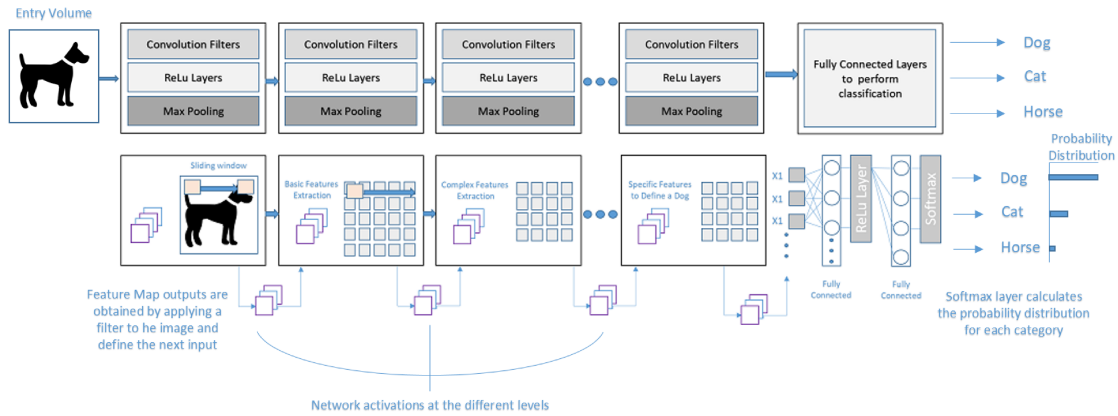 Entry Volume
Convolution Filters
ReLu Layers
Max Pooling
Convolution Filters
ReLu Layers
Max Pooling
Convolution Filters
ReLu Layers
Max Pooling
Convolution Filters
ReLu Layers
Max Pooling
Fully Connected Layers
to perform
classification
Dog
Cat
Horse
Sliding window
Basic Features
Extraction
Complex Features
Extraction
Specific Features
to Define a Dog
X1
X1
X1
ReLu Layer
Softmax
Fully
Connected
Fully
Connected
Probability
Distribution
Dog
Cat
Horse
Feature Map outputs are
obtained by applying a
filter to he image and
define the next input
Softmax layer calculates
the probability distribution
for each category
Network activations at the different levels